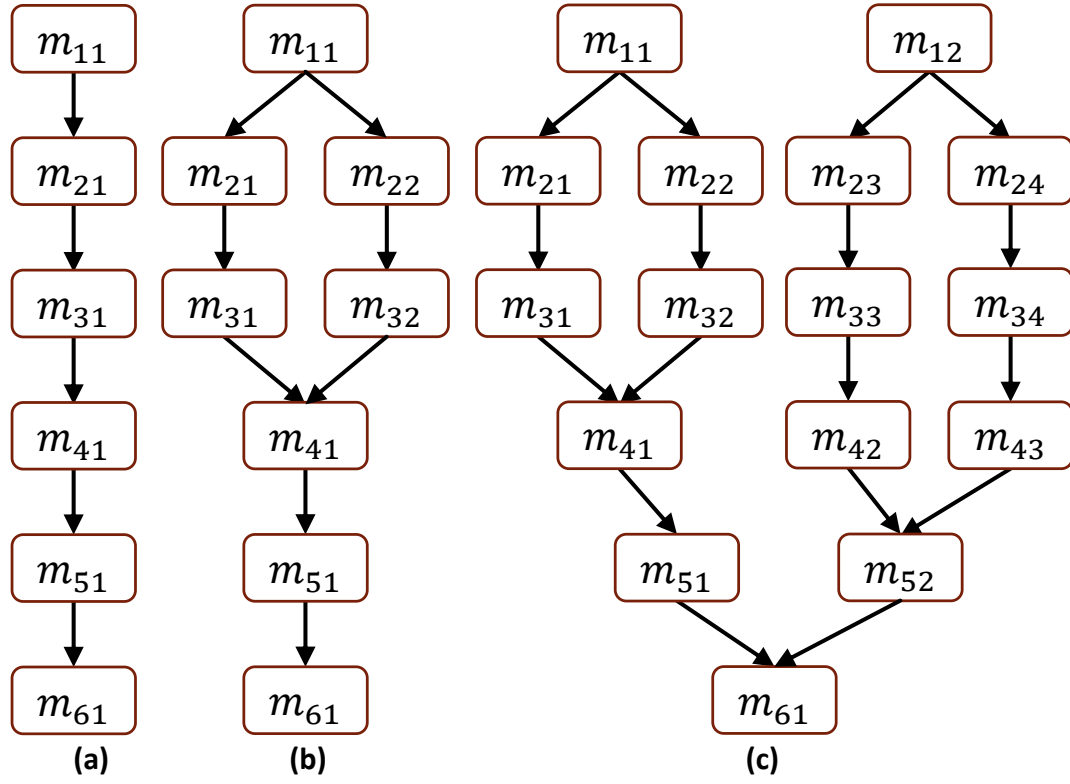 m₁₁ m₁₁ m₁₁ m₁₂
m₂₁ m₂₁ m₂₂ m₂₁ m₂₂ m₂₃ m₂₄
m₃₁ m₃₁ m₃₂ m₃₁ m₃₂ m₃₃ m₃₄
m₄₁ m₄₁ m₄₁ m₄₂ m₄₃
m₅₁ m₅₁ m₅₁ m₅₂
m₆₁ m₆₁ m₆₁
(a) (b) (c)